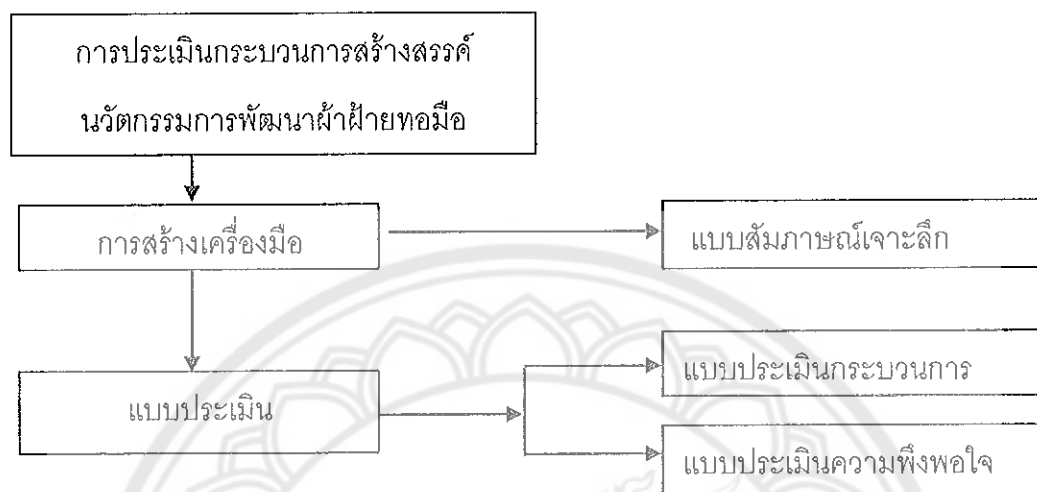 การประเมินกระบวนการสร้างสรรค์
นวัตกรรมการพัฒนาผ้าฝ้ายทอมือ
การสร้างเครื่องมือ
แบบสัมภาษณ์เจาะลึก
แบบประเมิน
แบบประเมินกระบวนการ
แบบประเมินความพึงพอใจ